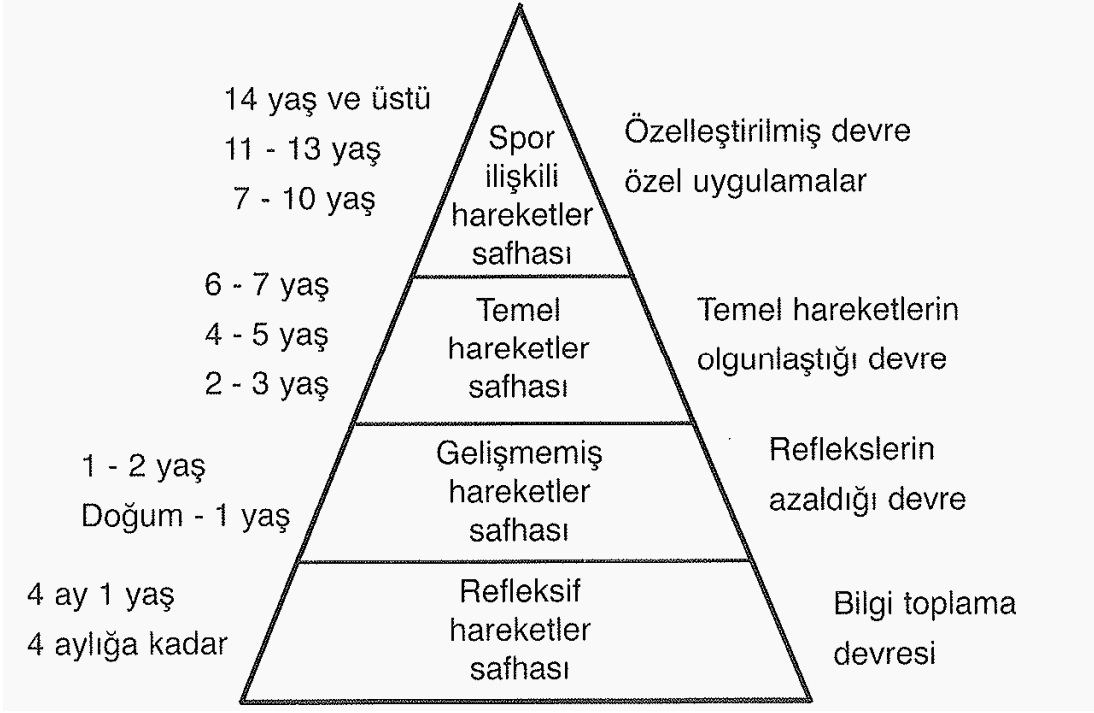 14 yaş ve üstü
11 - 13 yaş
7 - 10 yaş
Spor
ilişkili
hareketler
safhası
Özelleştirilmiş devre
özel uygulamalar
6 - 7 yaş
4 - 5 yaş
2 - 3 yaş
Temel
hareketler
safhası
Temel hareketlerin
olgunlaştığı devre
1 - 2 yaş
Doğum - 1 yaş
Gelişmemiş
hareketler
safhası
Reflekslerin
azaldığı devre
4 ay 1 yaş
4 aylığa kadar
Refleksif
hareketler
safhası
Bilgi toplama
devresi